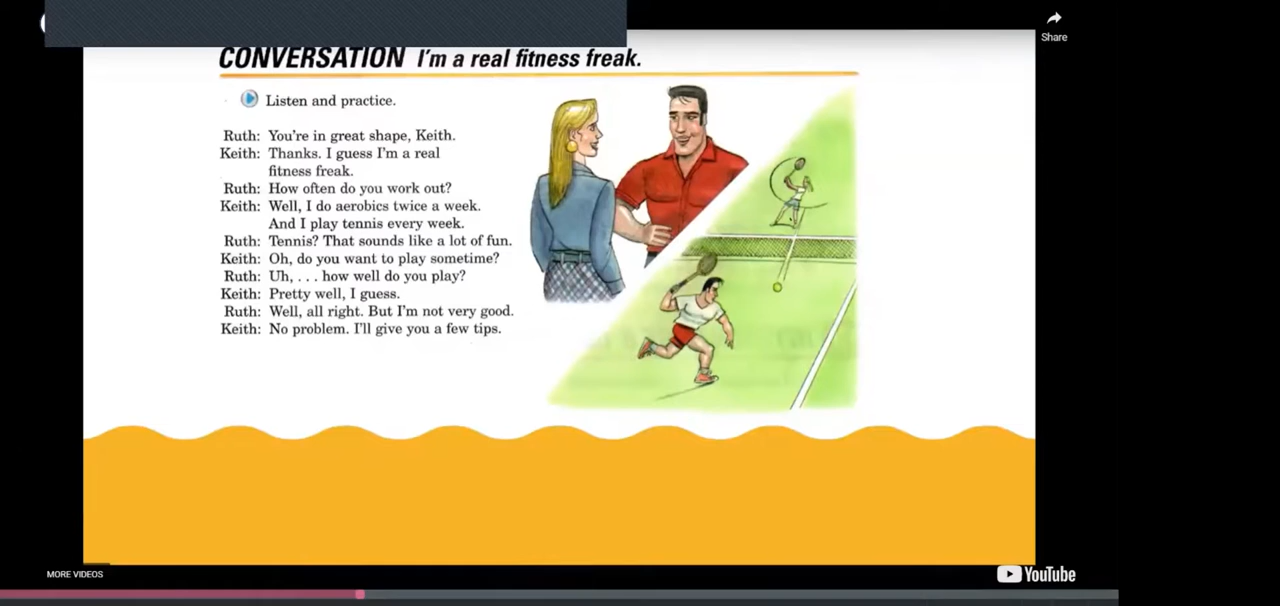 Share
CONVERSATION I'm a real fitness freak.
Listen and practice.
Ruth: You're in great shape, Keith.
Keith: Thanks. I guess I'm a real
fitness freak.
Ruth: How often do you work out?
Keith: Well, I do aerobics twice a week.
And I play tennis every week.
Ruth: Tennis? That sounds like a lot of fun.
Keith: Oh, do you want to play sometime?
Ruth: Uh, . . . how well do you play?
Keith: Pretty well, I guess.
Ruth: Well, all right. But I'm not very good.
Keith: No problem. I'll give you a few tips.
MORE VIDEOS
YouTube